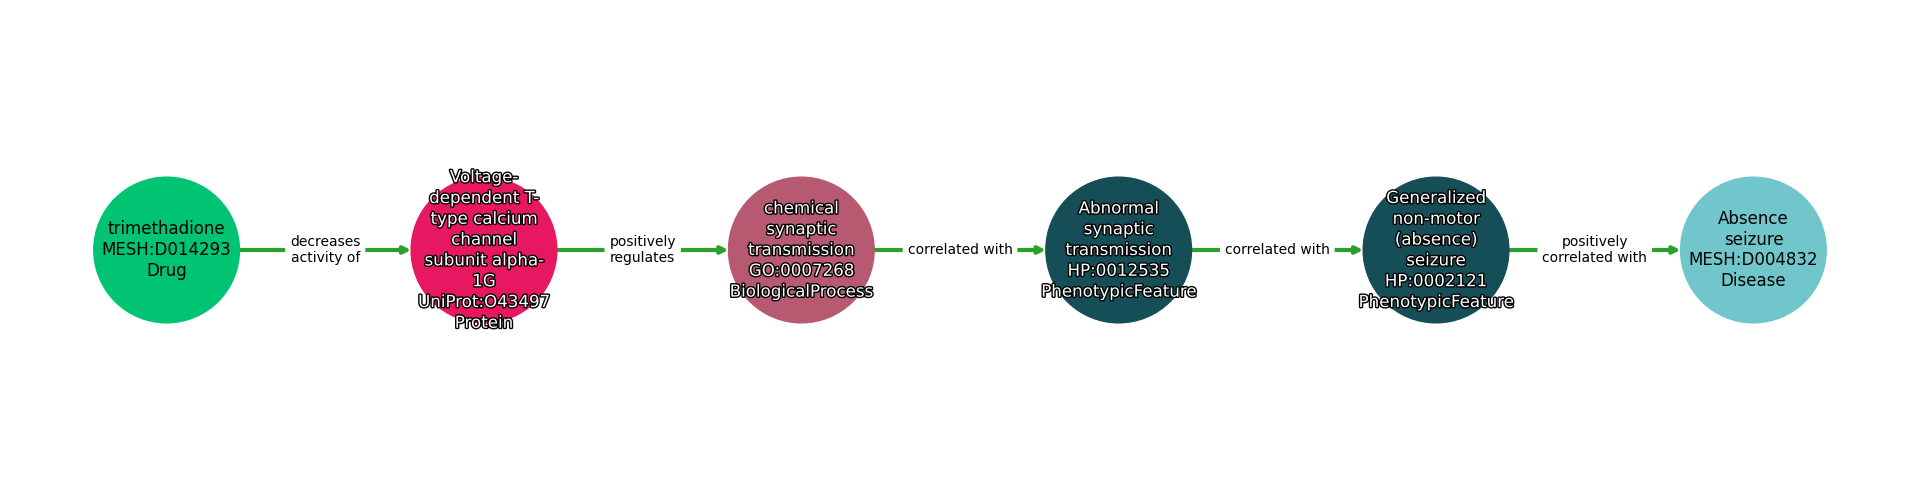 trimethadione
MESH:D014293
Drug
decreases
activity of
Voltage-
dependent T-
type calcium
channel
subunit alpha-
1G
UniProt:O43497
Protein
positively
regulates
chemical
synaptic
transmission
GO:0007268
BiologicalProcess
correlated with
Abnormal
synaptic
transmission
HP:0012535
PhenotypicFeature
correlated with
Generalized
non-motor
(absence)
seizure
HP:0002121
PhenotypicFeature
positively
correlated with
Absence
seizure
MESH:D004832
Disease